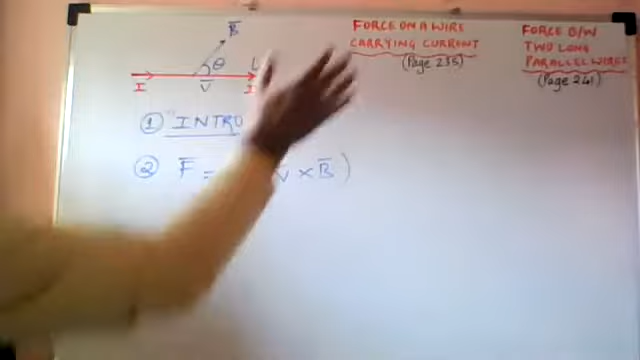 B̅
θ
L
I
V̅
I
FORCE ON A WIRE
CARRYING CURRENT
(Page 235)
FORCE B/W
TWO LONG
PARALLEL WIRES
(Page 241)
① "INTRO
② F̅ = V̅ × B̅ )